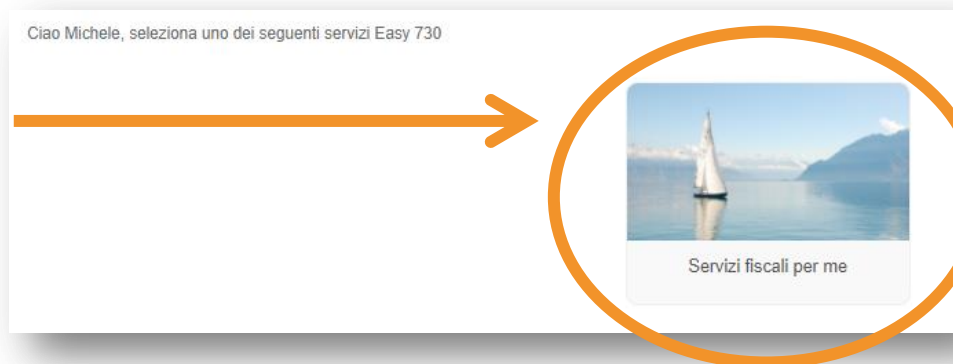 Ciao Michele, seleziona uno dei seguenti servizi Easy 730
Servizi fiscali per me